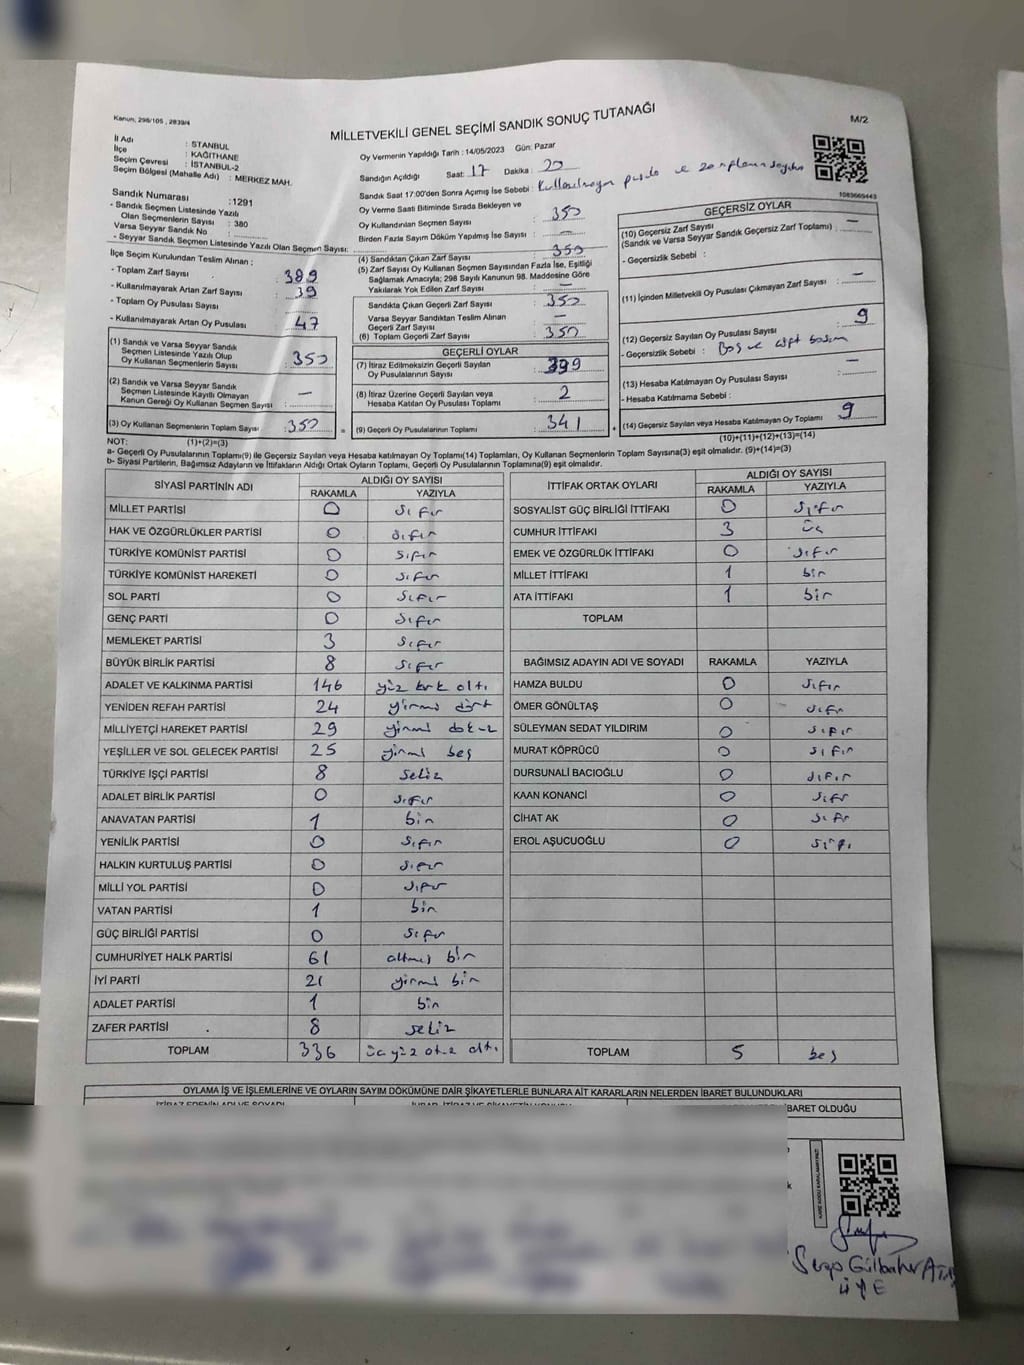 Kanun, 298/105 , 2839/4
MİLLETVEKİLİ GENEL SEÇİMİ SANDIK SONUÇ TUTANAĞI
M/2
İl Adı : İSTANBUL
İlçe : KAĞITHANE
Seçim Çevresi : İSTANBUL-2
Seçim Bölgesi (Mahalle Adı) : MERKEZ MAH.
Oy Vermenin Yapıldığı Tarih : 14/05/2023 Gün: Pazar
Sandığın Açıldığı Saat: 17 Dakika : 20
Sandık Saat 17:00'den Sonra Açılmış İse Sebebi : Kullanılmayan pusula ve zarfların sayılması
1083669443
Sandık Numarası :1291
- Sandık Seçmen Listesinde Yazılı
Olan Seçmenlerin Sayısı : 380
Varsa Seyyar Sandık No :
- Seyyar Sandık Seçmen Listesinde Yazılı Olan Seçmen Sayısı:
Oy Verme Saati Bitiminde Sırada Bekleyen ve
Oy Kullandırılan Seçmen Sayısı : 350
Birden Fazla Sayım Döküm Yapılmış İse Sayısı : —
İlçe Seçim Kurulundan Teslim Alınan :
- Toplam Zarf Sayısı : 389
- Kullanılmayarak Artan Zarf Sayısı : 39
- Toplam Oy Pusulası Sayısı :
- Kullanılmayarak Artan Oy Pusulası : 47
(1) Sandık ve Varsa Seyyar Sandık
Seçmen Listesinde Yazılı Olup
Oy Kullanan Seçmenlerin Sayısı : 350
(2) Sandık ve Varsa Seyyar Sandık
Seçmen Listesinde Kayıtlı Olmayan
Kanun Gereği Oy Kullanan Seçmen Sayısı : —
(3) Oy Kullanan Seçmenlerin Toplam Sayısı : 350
(1)+(2)=(3)
(4) Sandıktan Çıkan Zarf Sayısı : 350
(5) Zarf Sayısı Oy Kullanan Seçmen Sayısından Fazla İse, Eşitliği
Sağlamak Amacıyla; 298 Sayılı Kanunun 98. Maddesine Göre
Yakılarak Yok Edilen Zarf Sayısı : —
Sandıkta Çıkan Geçerli Zarf Sayısı : 350
Varsa Seyyar Sandıktan Teslim Alınan
Geçerli Zarf Sayısı : —
(6) Toplam Geçerli Zarf Sayısı : 350
GEÇERLİ OYLAR
(7) İtiraz Edilmeksizin Geçerli Sayılan
Oy Pusulalarının Sayısı : 399
(8) İtiraz Üzerine Geçerli Sayılan veya
Hesaba Katılan Oy Pusulası Toplamı : 2
(9) Geçerli Oy Pusulalarının Toplamı : 341
GEÇERSİZ OYLAR
(10) Geçersiz Zarf Sayısı
(Sandık ve Varsa Seyyar Sandık Geçersiz Zarf Toplamı) : —
- Geçersizlik Sebebi :
(11) İçinden Milletvekili Oy Pusulası Çıkmayan Zarf Sayısı : —
(12) Geçersiz Sayılan Oy Pusulası Sayısı : 9
- Geçersizlik Sebebi : Boş ve çift basım
(13) Hesaba Katılmayan Oy Pusulası Sayısı : —
- Hesaba Katılmama Sebebi :
(14) Geçersiz Sayılan veya Hesaba Katılmayan Oy Toplamı : 9
(10)+(11)+(12)+(13)=(14)
NOT:
a- Geçerli Oy Pusulalarının Toplamı(9) ile Geçersiz Sayılan veya Hesaba katılmayan Oy Toplamı(14) Toplamları, Oy Kullanan Seçmenlerin Toplam Sayısına(3) eşit olmalıdır. (9)+(14)=(3)
b- Siyasi Partilerin, Bağımsız Adayların ve İttifakların Aldığı Ortak Oyların Toplamı, Geçerli Oy Pusulalarının Toplamına(9) eşit olmalıdır.
SİYASİ PARTİNİN ADI ALDIĞI OY SAYISI
RAKAMLA YAZIYLA
MİLLET PARTİSİ 0 sıfır
HAK VE ÖZGÜRLÜKLER PARTİSİ 0 sıfır
TÜRKİYE KOMÜNİST PARTİSİ 0 sıfır
TÜRKİYE KOMÜNİST HAREKETİ 0 sıfır
SOL PARTİ 0 sıfır
GENÇ PARTİ 0 sıfır
MEMLEKET PARTİSİ 3 sıfır
BÜYÜK BİRLİK PARTİSİ 8 sıfır
ADALET VE KALKINMA PARTİSİ 146 yüz kırk altı
YENİDEN REFAH PARTİSİ 24 yirmi dört
MİLLİYETÇİ HAREKET PARTİSİ 29 yirmi dokuz
YEŞİLLER VE SOL GELECEK PARTİSİ 25 yirmi beş
TÜRKİYE İŞÇİ PARTİSİ 8 sekiz
ADALET BİRLİK PARTİSİ 0 sıfır
ANAVATAN PARTİSİ 1 bir
YENİLİK PARTİSİ 0 sıfır
HALKIN KURTULUŞ PARTİSİ 0 sıfır
MİLLİ YOL PARTİSİ 0 sıfır
VATAN PARTİSİ 1 bir
GÜÇ BİRLİĞİ PARTİSİ 0 sıfır
CUMHURİYET HALK PARTİSİ 61 altmış bir
İYİ PARTİ 21 yirmi bir
ADALET PARTİSİ 1 bir
ZAFER PARTİSİ 8 sekiz
TOPLAM 336 üç yüz otuz altı
İTTİFAK ORTAK OYLARI ALDIĞI OY SAYISI
RAKAMLA YAZIYLA
SOSYALİST GÜÇ BİRLİĞİ İTTİFAKI 0 sıfır
CUMHUR İTTİFAKI 3 üç
EMEK VE ÖZGÜRLÜK İTTİFAKI 0 sıfır
MİLLET İTTİFAKI 1 bir
ATA İTTİFAKI 1 bir
TOPLAM
BAĞIMSIZ ADAYIN ADI VE SOYADI RAKAMLA YAZIYLA
HAMZA BULDU 0 sıfır
ÖMER GÖNÜLTAŞ 0 sıfır
SÜLEYMAN SEDAT YILDIRIM 0 sıfır
MURAT KÖPRÜCÜ 0 sıfır
DURSUNALİ BACIOĞLU 0 sıfır
KAAN KONANCİ 0 sıfır
CİHAT AK 0 sıfır
EROL AŞUCUOĞLU 0 sıfır
TOPLAM 5 beş
OYLAMA İŞ VE İŞLEMLERİNE VE OYLARIN SAYIM DÖKÜMÜNE DAİR ŞİKAYETLERLE BUNLARA AİT KARARLARIN NELERDEN İBARET BULUNDUKLARI
İTİRAZ EDENİN ADI VE SOYADI
İBARET OLDUĞU
Gülbahar
ÜYE